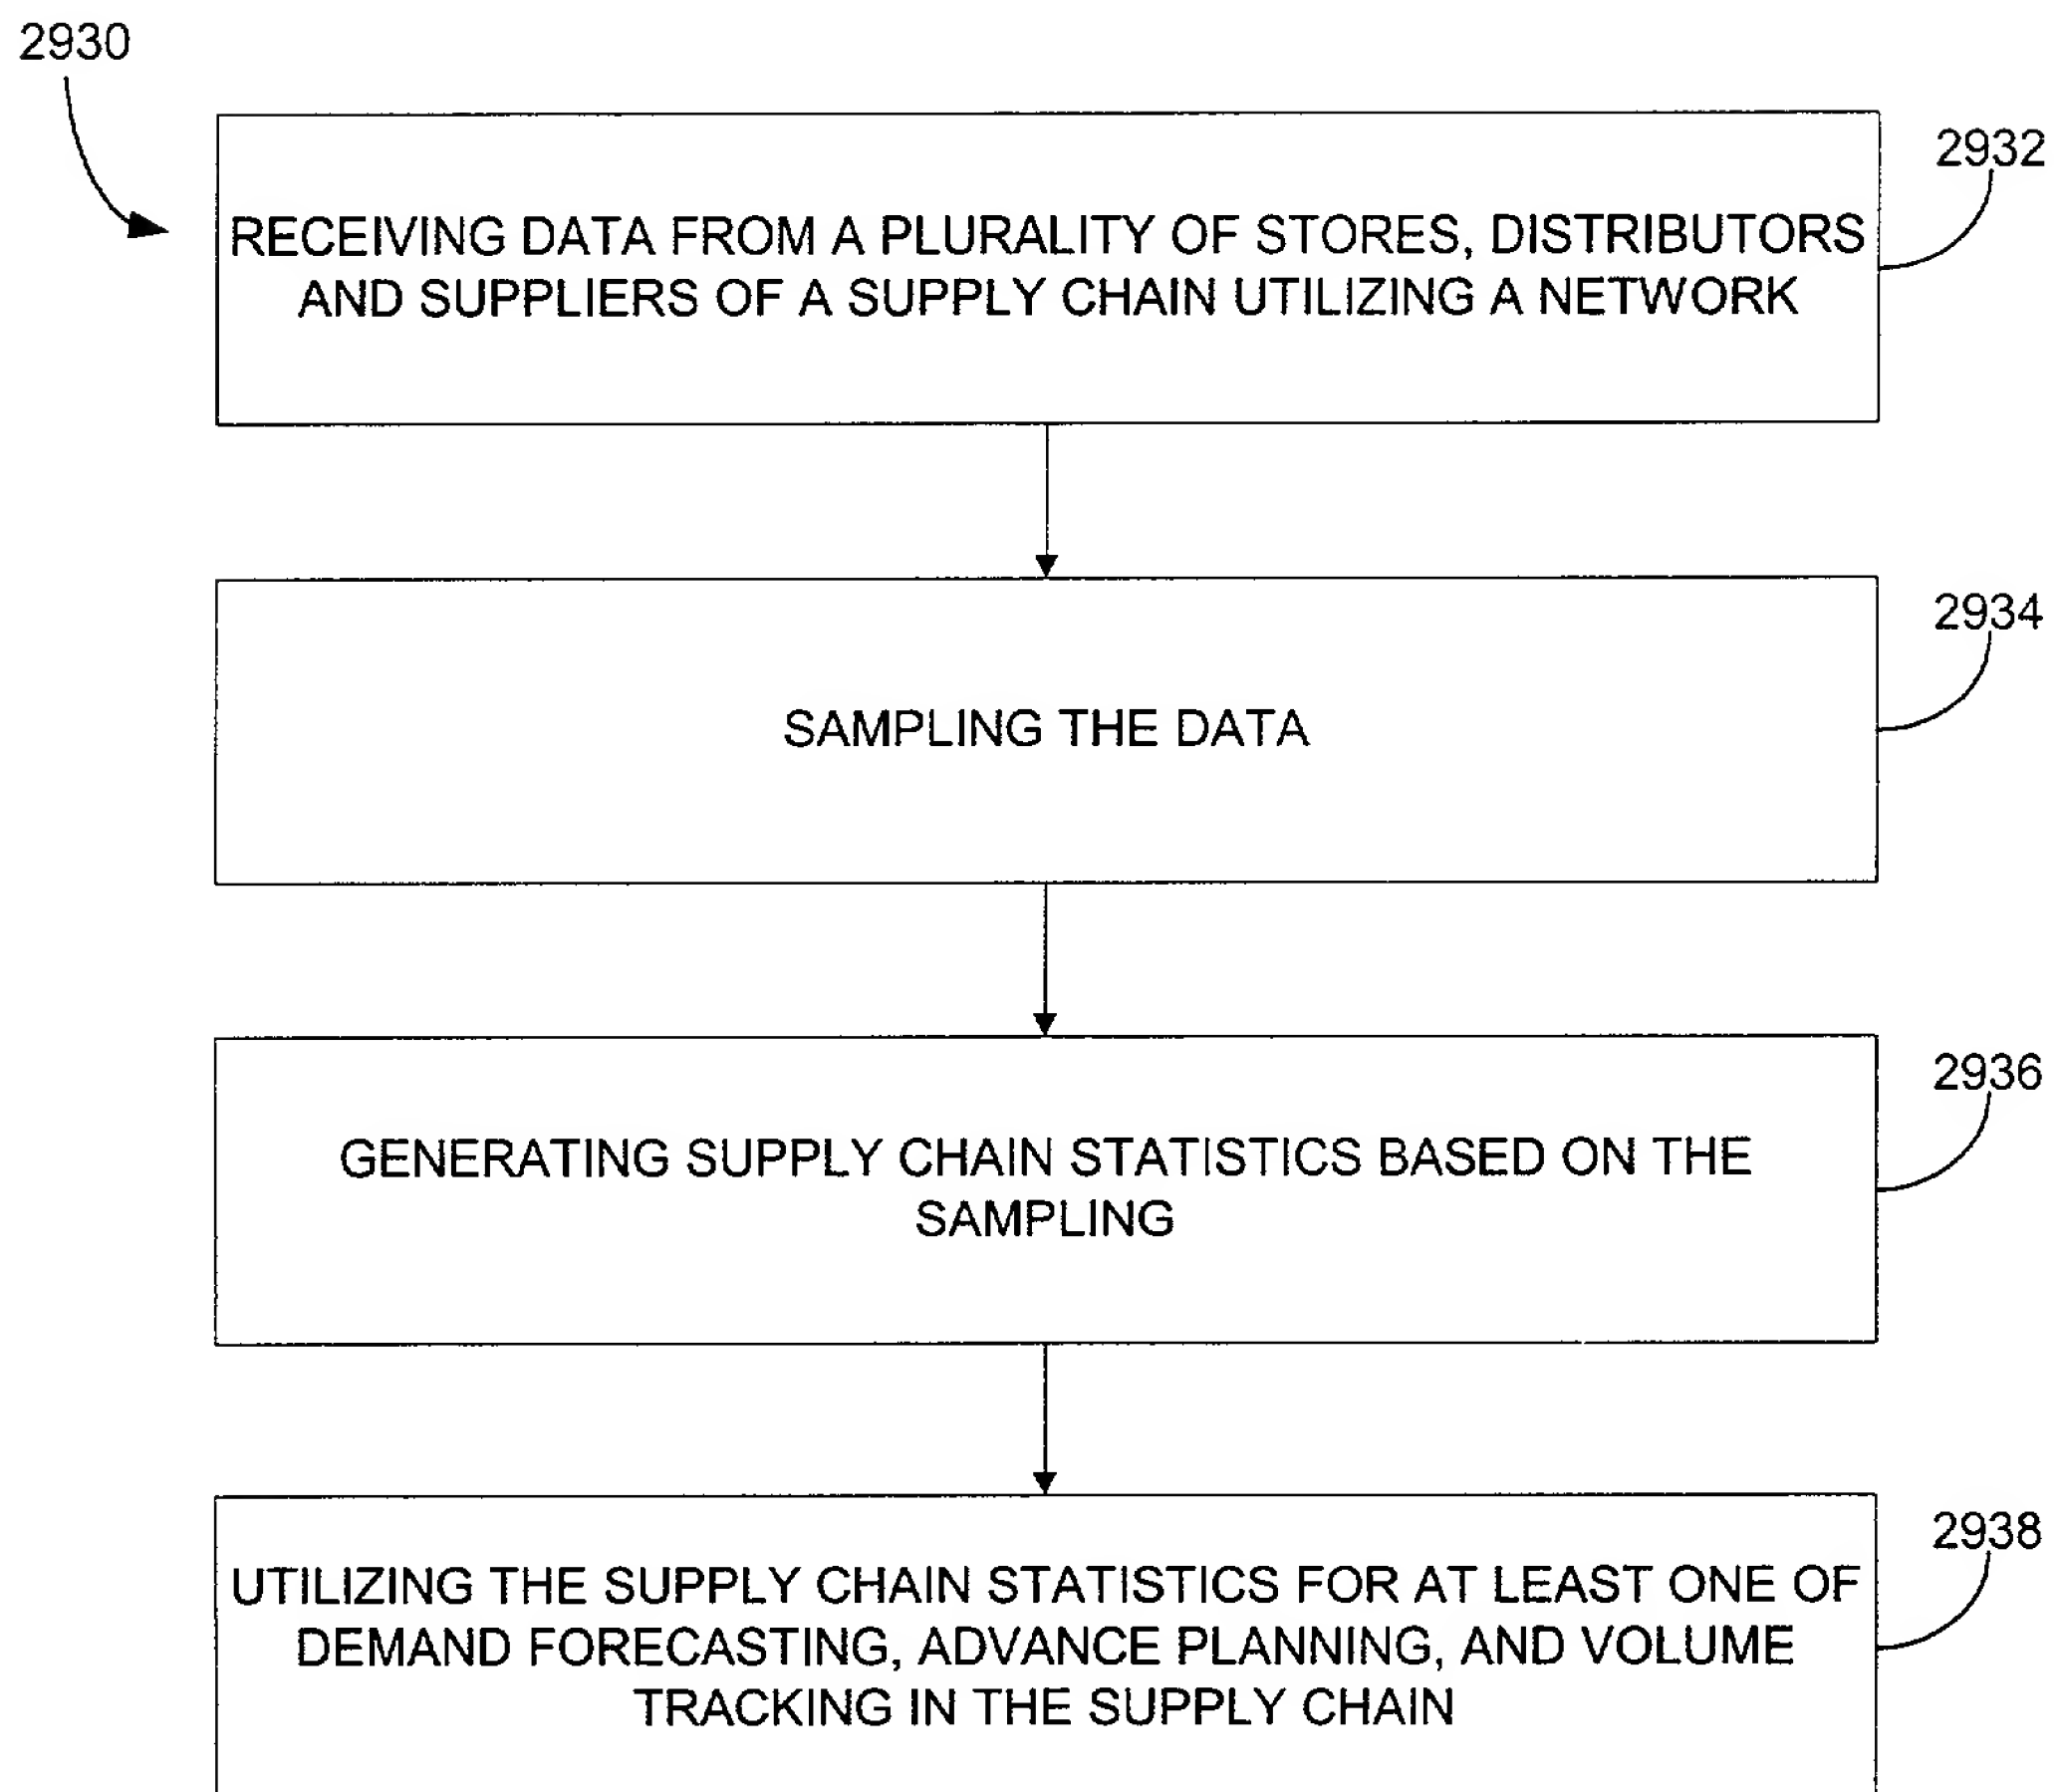 2930
2932
RECEIVING DATA FROM A PLURALITY OF STORES, DISTRIBUTORS
AND SUPPLIERS OF A SUPPLY CHAIN UTILIZING A NETWORK
2934
SAMPLING THE DATA
2936
GENERATING SUPPLY CHAIN STATISTICS BASED ON THE
SAMPLING
2938
UTILIZING THE SUPPLY CHAIN STATISTICS FOR AT LEAST ONE OF
DEMAND FORECASTING, ADVANCE PLANNING, AND VOLUME
TRACKING IN THE SUPPLY CHAIN